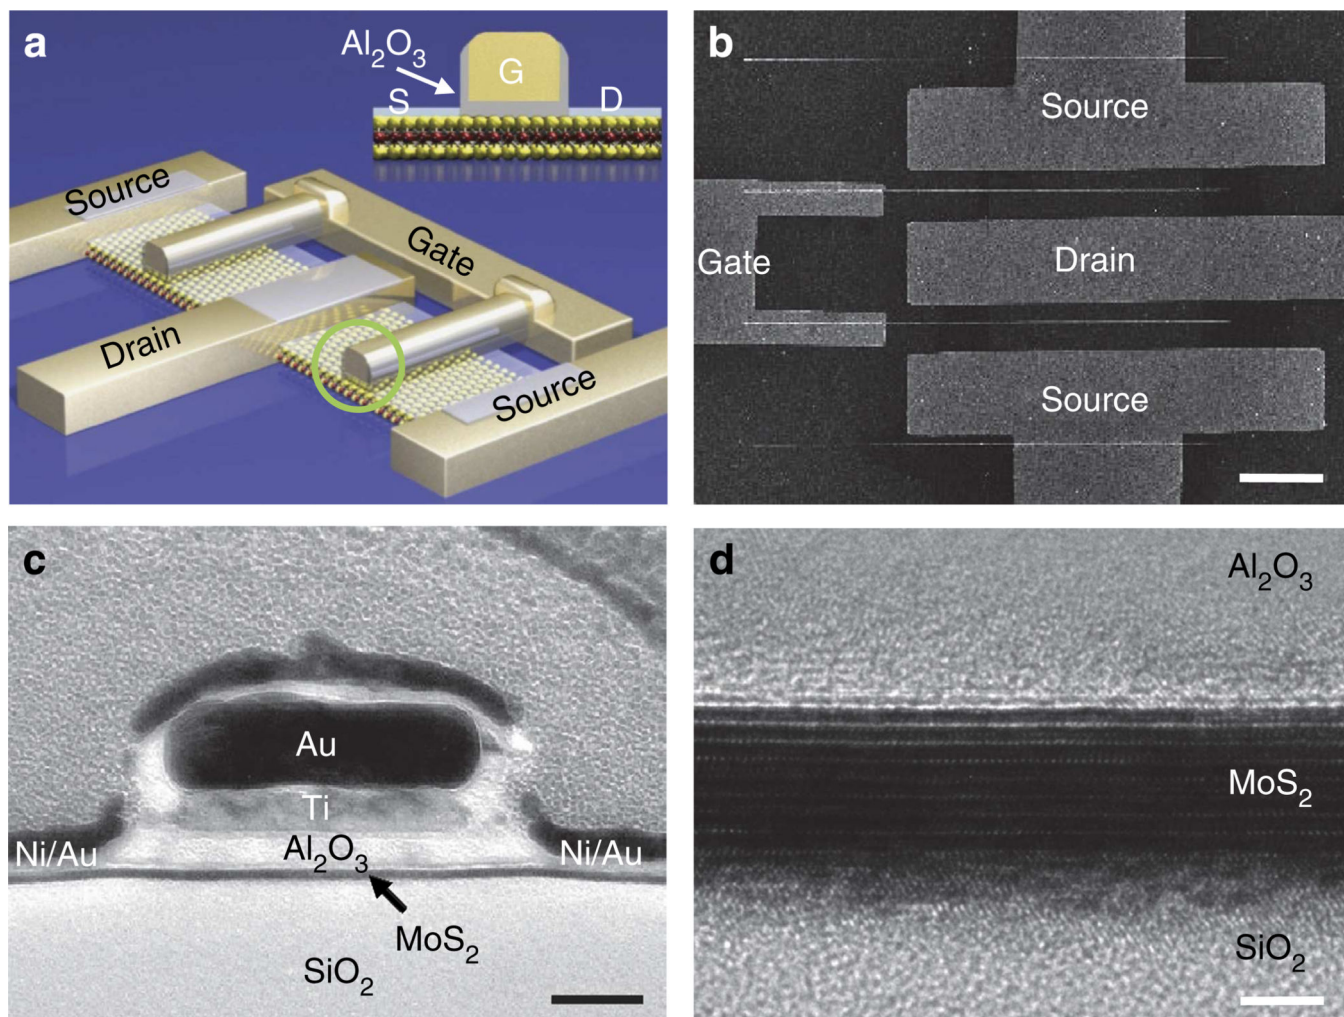 a
Al₂O₃
G
S
D
Source
Gate
Drain
Source
b
Source
Gate
Drain
Source
c
Au
Ti
Al₂O₃
Ni/Au
Ni/Au
MoS₂
SiO₂
d
Al₂O₃
MoS₂
SiO₂